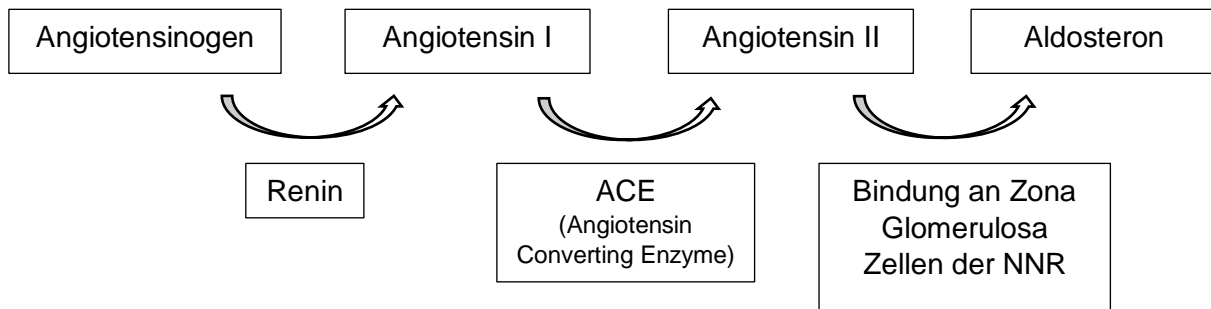 Angiotensinogen
Angiotensin I
Angiotensin II
Aldosteron
Renin
ACE
(Angiotensin
Converting Enzyme)
Bindung an Zona
Glomerulosa
Zellen der NNR